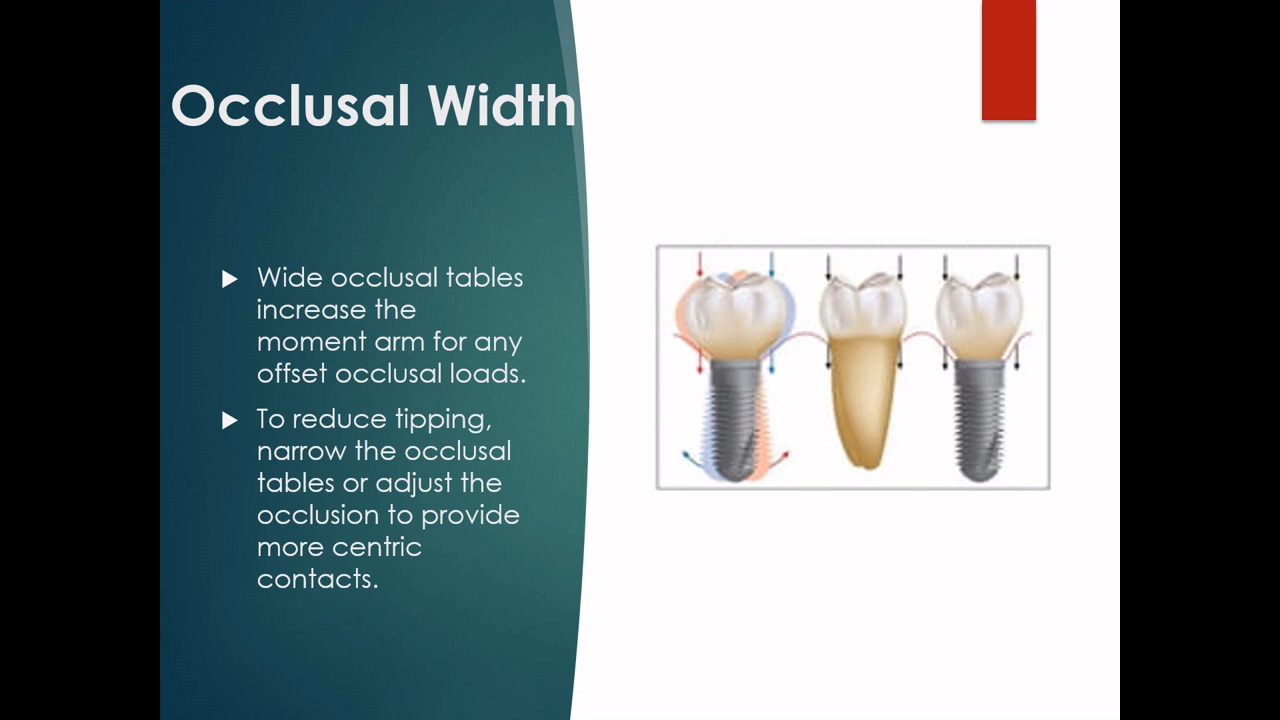 Occlusal Width
Wide occlusal tables
increase the
moment arm for any
offset occlusal loads.
To reduce tipping,
narrow the occlusal
tables or adjust the
occlusion to provide
more centric
contacts.